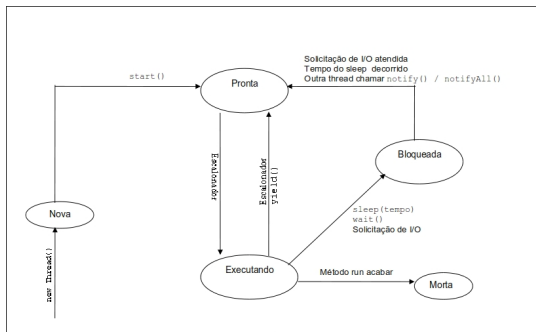 Solicitação de I/O atendida
Tempo do sleep decorrido
Outra thread chamar notify() / notifyAll()
start()
Pronta
Bloqueada
Escalonador
Escalonador
yield()
sleep(tempo)
wait()
Solicitação de I/O
Nova
new Thread()
Executando
Método run acabar
Morta